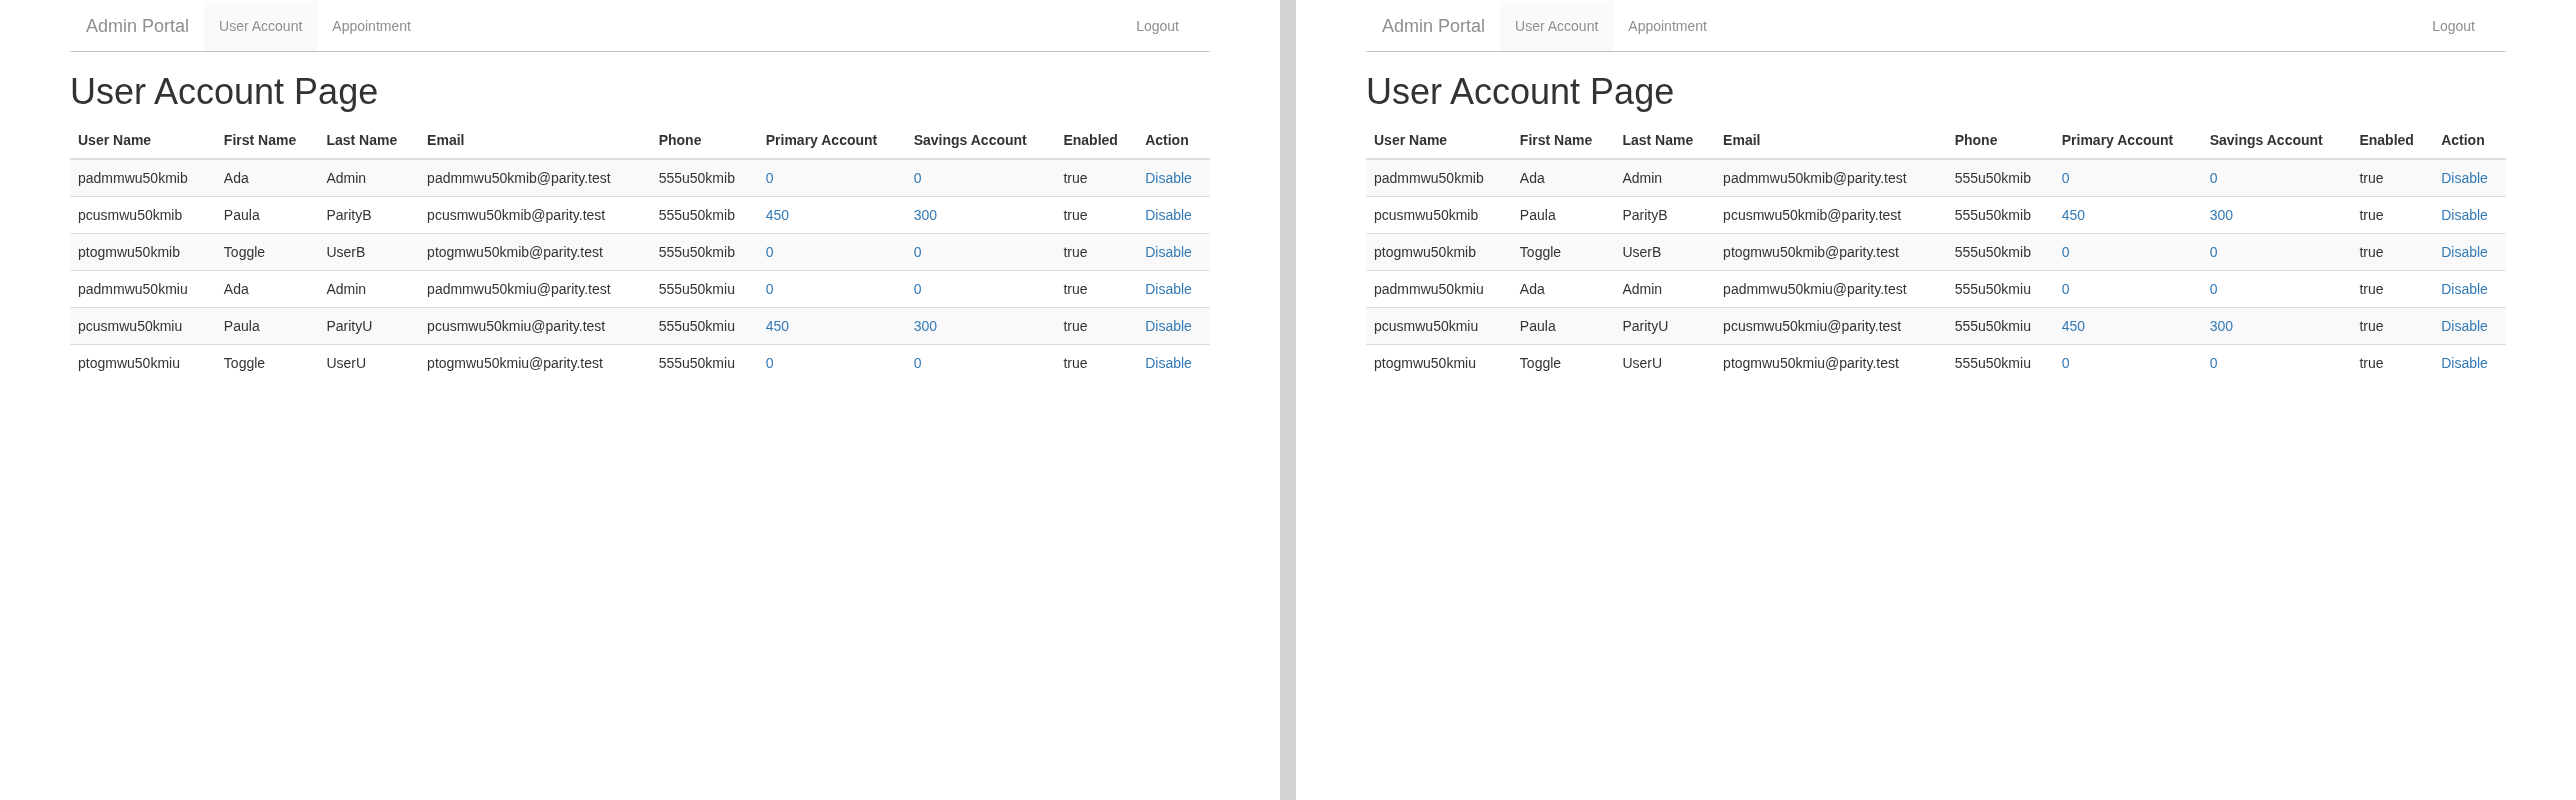 Admin Portal User Account Appointment Logout
User Account Page
User Name First Name Last Name Email Phone Primary Account Savings Account Enabled Action
padmmwu50kmib Ada Admin padmmwu50kmib@parity.test 555u50kmib 0 0 true Disable
pcusmwu50kmib Paula ParityB pcusmwu50kmib@parity.test 555u50kmib 450 300 true Disable
ptogmwu50kmib Toggle UserB ptogmwu50kmib@parity.test 555u50kmib 0 0 true Disable
padmmwu50kmiu Ada Admin padmmwu50kmiu@parity.test 555u50kmiu 0 0 true Disable
pcusmwu50kmiu Paula ParityU pcusmwu50kmiu@parity.test 555u50kmiu 450 300 true Disable
ptogmwu50kmiu Toggle UserU ptogmwu50kmiu@parity.test 555u50kmiu 0 0 true Disable
Admin Portal User Account Appointment Logout
User Account Page
User Name First Name Last Name Email Phone Primary Account Savings Account Enabled Action
padmmwu50kmib Ada Admin padmmwu50kmib@parity.test 555u50kmib 0 0 true Disable
pcusmwu50kmib Paula ParityB pcusmwu50kmib@parity.test 555u50kmib 450 300 true Disable
ptogmwu50kmib Toggle UserB ptogmwu50kmib@parity.test 555u50kmib 0 0 true Disable
padmmwu50kmiu Ada Admin padmmwu50kmiu@parity.test 555u50kmiu 0 0 true Disable
pcusmwu50kmiu Paula ParityU pcusmwu50kmiu@parity.test 555u50kmiu 450 300 true Disable
ptogmwu50kmiu Toggle UserU ptogmwu50kmiu@parity.test 555u50kmiu 0 0 true Disable